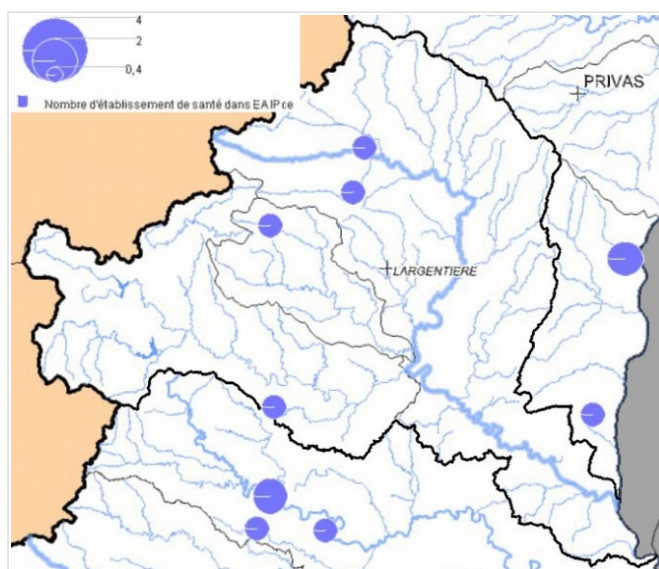 4
2
0,4
Nombre d'établissement de santé dans EAIPce
PRIVAS
LARGENTIERE